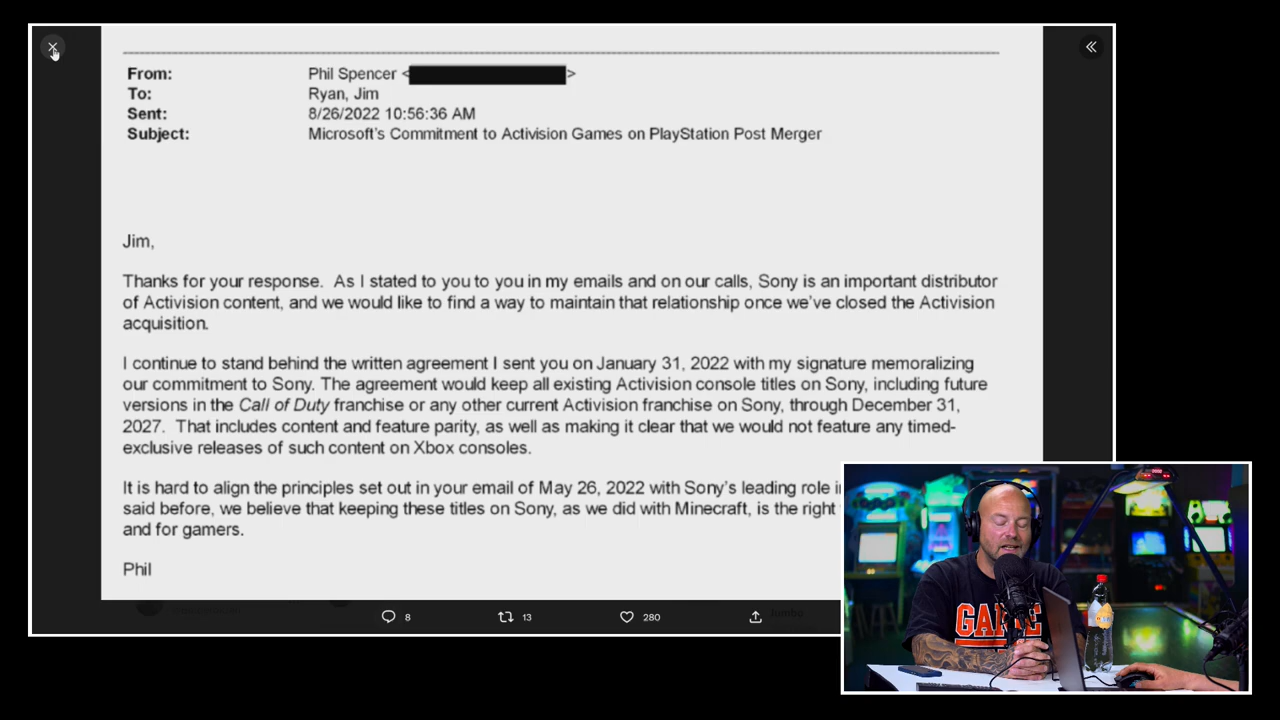 From: Phil Spencer < >
To: Ryan, Jim
Sent: 8/26/2022 10:56:36 AM
Subject: Microsoft's Commitment to Activision Games on PlayStation Post Merger
Jim,
Thanks for your response. As I stated to you to you in my emails and on our calls, Sony is an important distributor
of Activision content, and we would like to find a way to maintain that relationship once we've closed the Activision
acquisition.
I continue to stand behind the written agreement I sent you on January 31, 2022 with my signature memoralizing
our commitment to Sony. The agreement would keep all existing Activision console titles on Sony, including future
versions in the Call of Duty franchise or any other current Activision franchise on Sony, through December 31,
2027. That includes content and feature parity, as well as making it clear that we would not feature any timed-
exclusive releases of such content on Xbox consoles.
It is hard to align the principles set out in your email of May 26, 2022 with Sony's leading role
said before, we believe that keeping these titles on Sony, as we did with Minecraft, is the right
and for gamers.
Phil
8 13 280
GAME